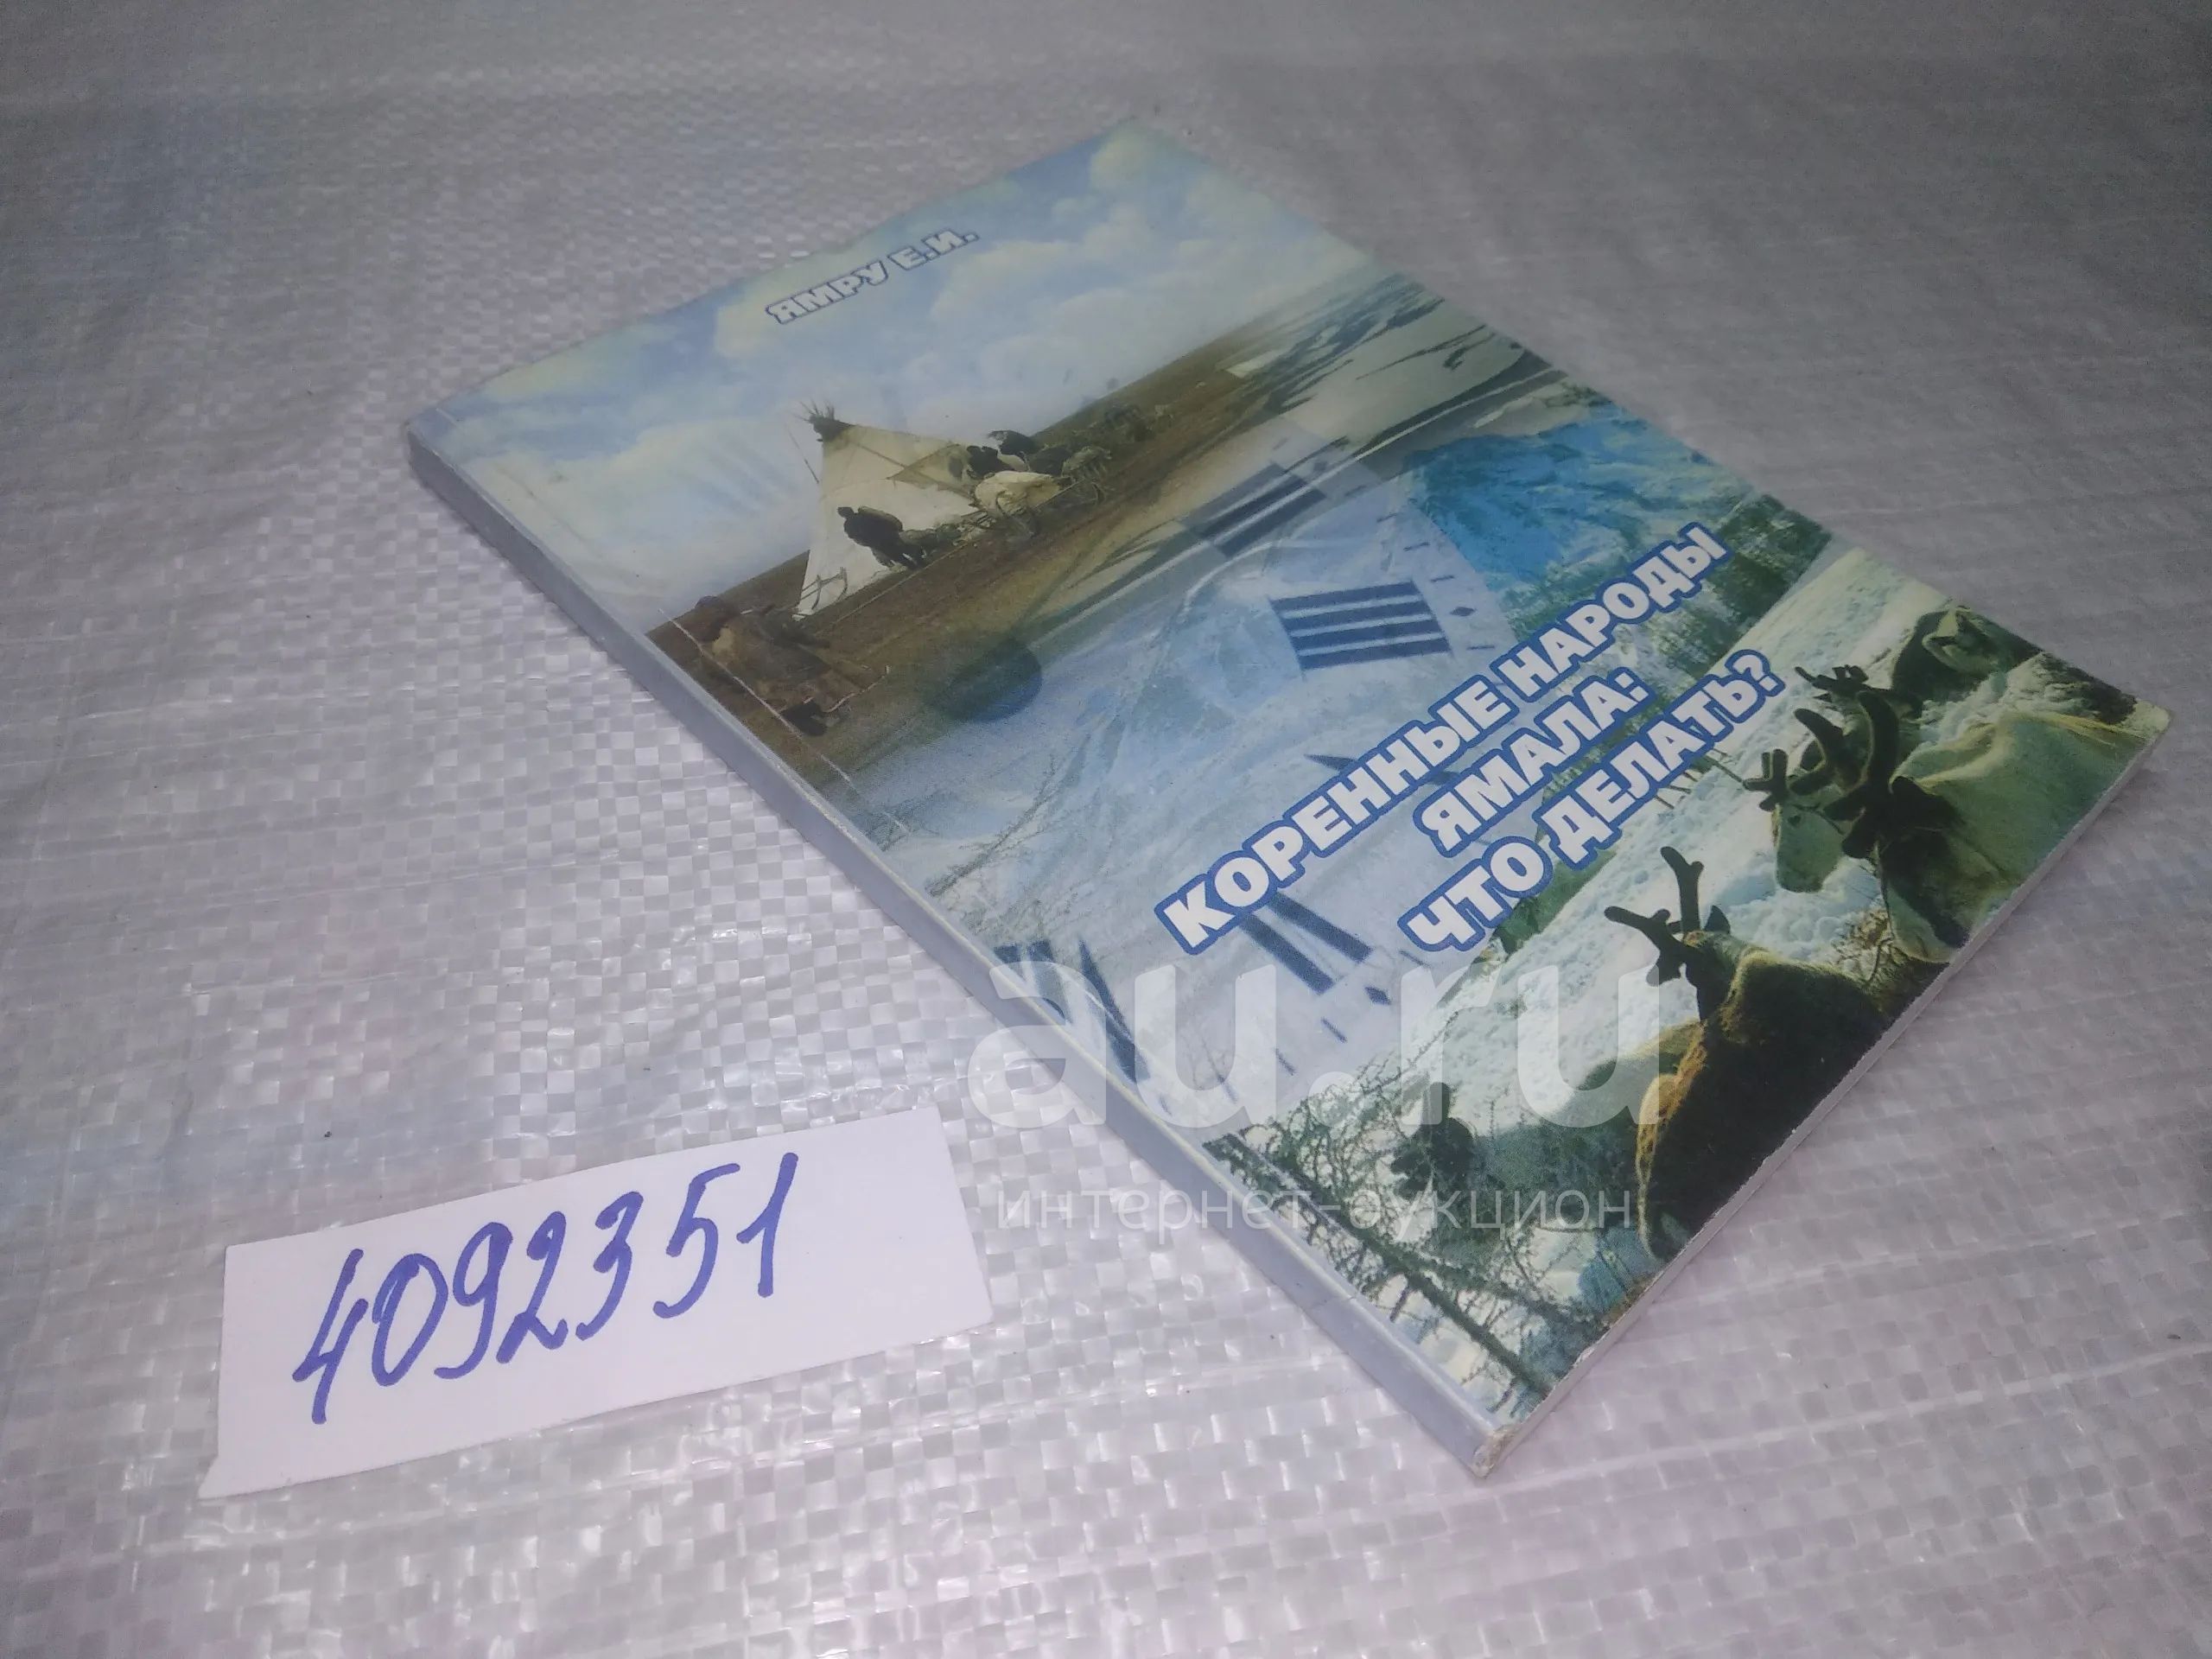 ЯМРУ Е.И.
КОРЕННЫЕ НАРОДЫ
ЯМАЛА:
ЧТО ДЕЛАТЬ?
au.ru
интернет-аукцион
4092351